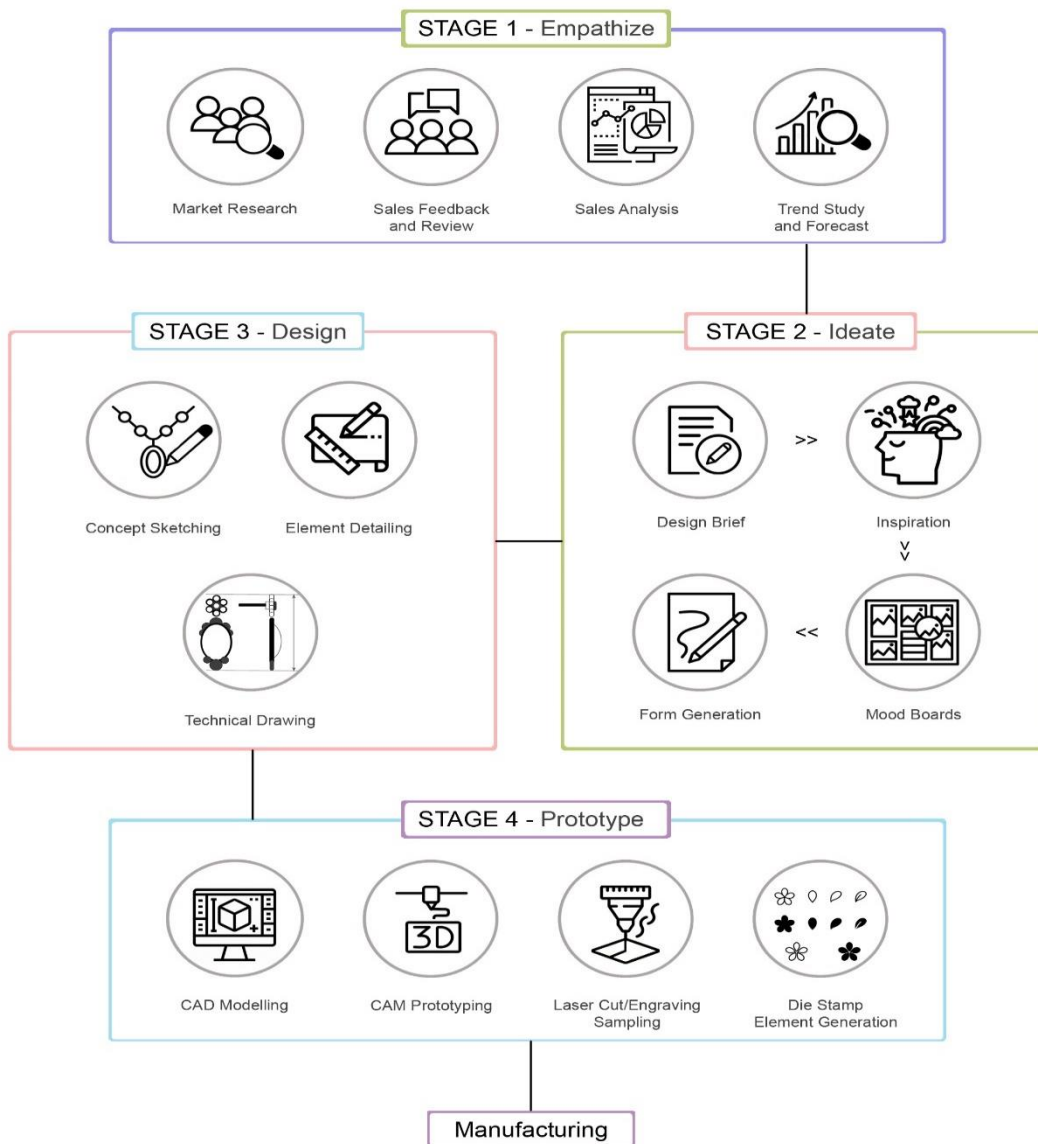 STAGE 1 - Empathize
Market Research
Sales Feedback
and Review
Sales Analysis
Trend Study
and Forecast
STAGE 2 - Ideate
Design Brief
>>
Inspiration
>>
Mood Boards
<<
Form Generation
STAGE 3 - Design
Concept Sketching
Element Detailing
Technical Drawing
STAGE 4 - Prototype
CAD Modelling
3D
CAM Prototyping
Laser Cut/Engraving
Sampling
Die Stamp
Element Generation
Manufacturing